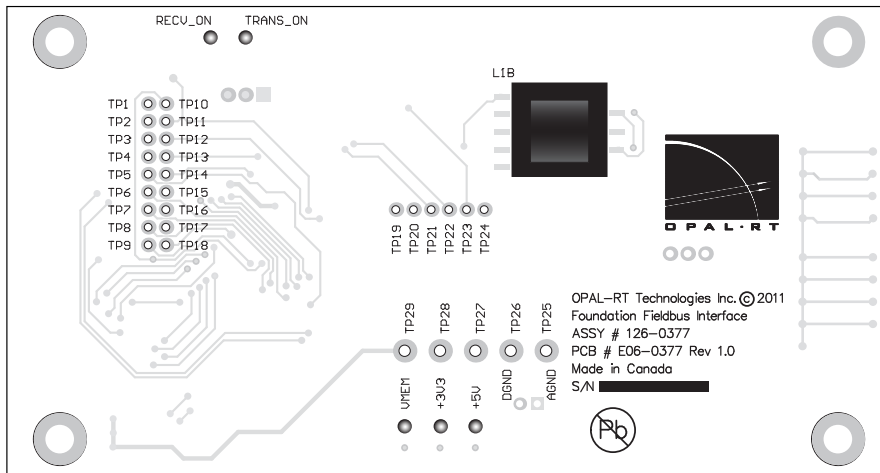 RECV_ON TRANS_ON
L1B
TP1 TP10
TP2 TP11
TP3 TP12
TP4 TP13
TP5 TP14
TP6 TP15
TP7 TP16
TP8 TP17
TP9 TP18
TP19 TP20 TP21 TP22 TP23 TP24
OPAL-RT
TP29 TP28 TP27 TP26 TP25
VMEM +3V3 +5V DGND AGND
OPAL-RT Technologies Inc. © 2011
Foundation Fieldbus Interface
ASSY # 126-0377
PCB # E06-0377 Rev 1.0
Made in Canada
S/N
Pb